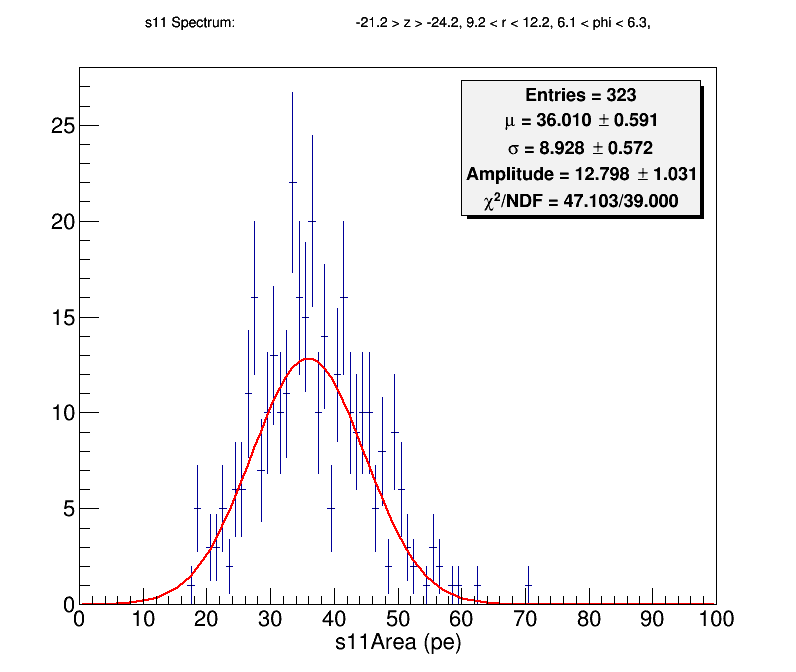 s11 Spectrum: -21.2 > z > -24.2, 9.2 < r < 12.2, 6.1 < phi < 6.3,
Entries = 323
μ = 36.010 ± 0.591
σ = 8.928 ± 0.572
Amplitude = 12.798 ± 1.031
χ²/NDF = 47.103/39.000
25
20
15
10
5
0
0 10 20 30 40 50 60 70 80 90 100
s11Area (pe)